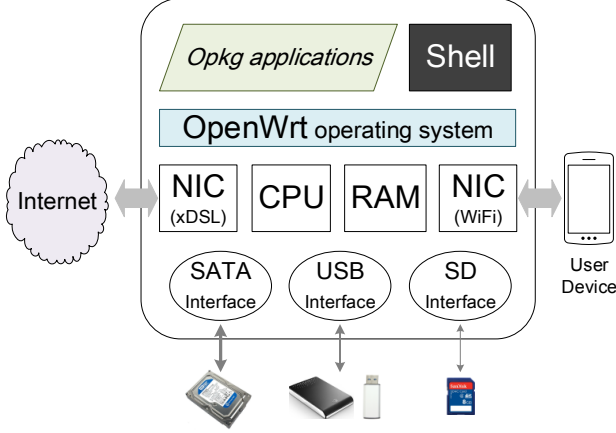 Opkg applications
Shell
OpenWrt operating system
Internet
NIC
(xDSL)
CPU
RAM
NIC
(WiFi)
User
Device
SATA
Interface
USB
Interface
SD
Interface
SanDisk